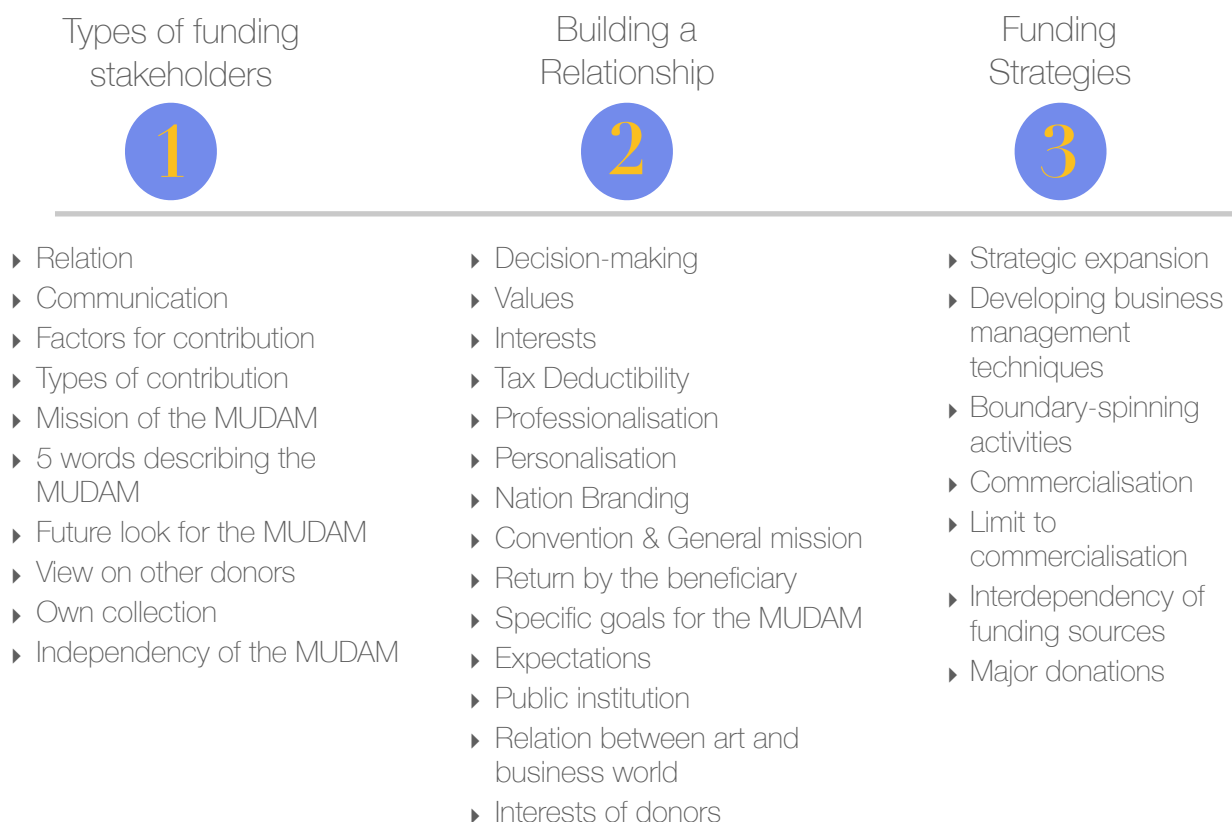 Types of funding
stakeholders
1
Relation
Communication
Factors for contribution
Types of contribution
Mission of the MUDAM
5 words describing the
MUDAM
Future look for the MUDAM
View on other donors
Own collection
Independency of the MUDAM
Building a
Relationship
2
Decision-making
Values
Interests
Tax Deductibility
Professionalisation
Personalisation
Nation Branding
Convention & General mission
Return by the beneficiary
Specific goals for the MUDAM
Expectations
Public institution
Relation between art and
business world
Interests of donors
Funding
Strategies
3
Strategic expansion
Developing business
management
techniques
Boundary-spinning
activities
Commercialisation
Limit to
commercialisation
Interdependency of
funding sources
Major donations